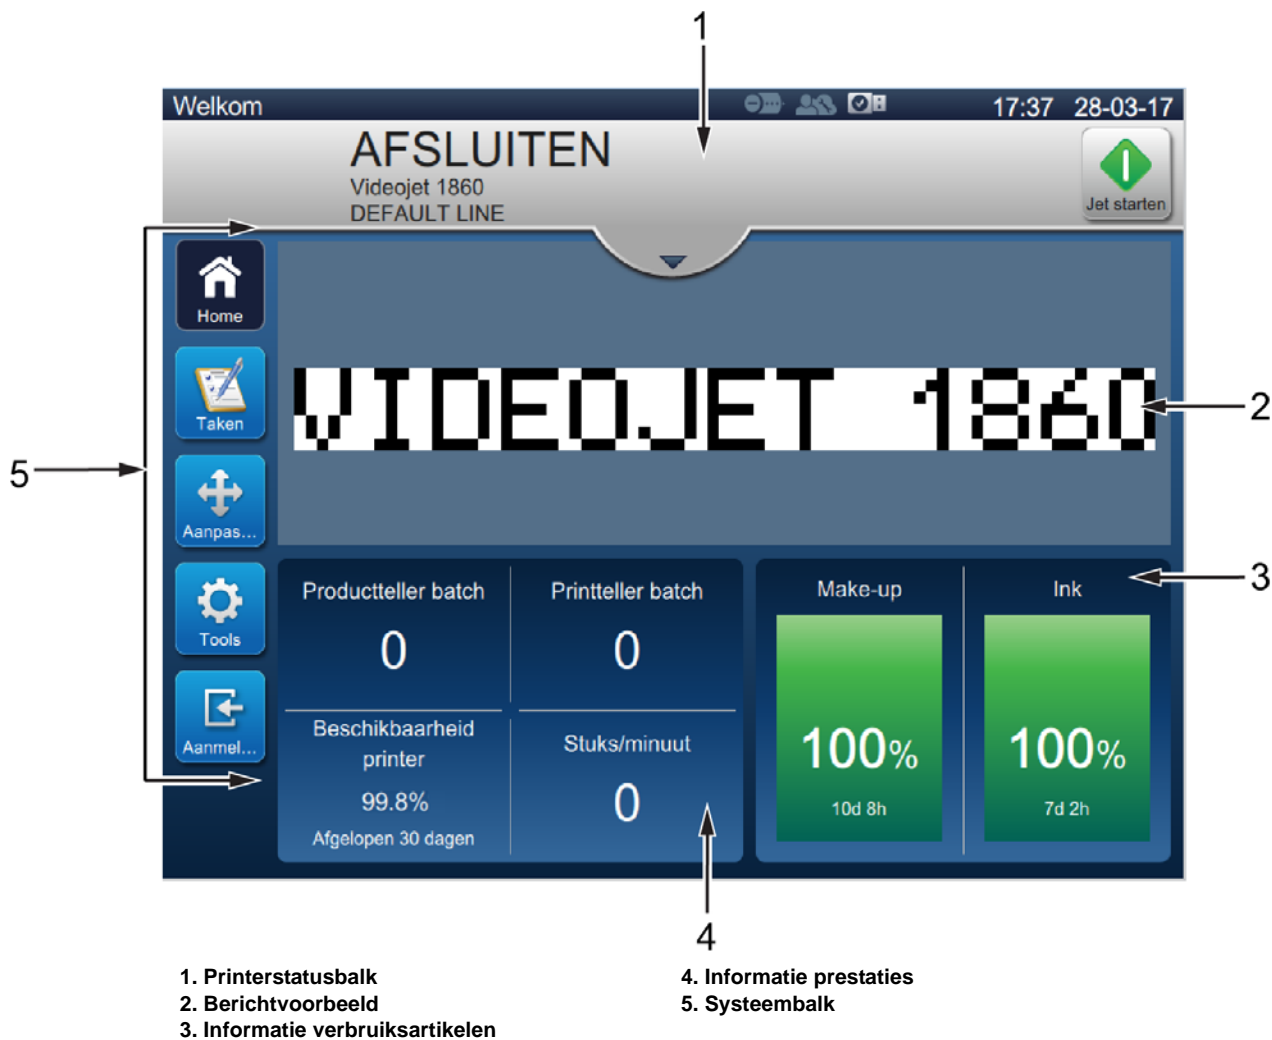 1
Welkom 17:37 28-03-17
AFSLUITEN
Videojet 1860
DEFAULT LINE
Jet starten
Home
Taken
Aanpas...
Tools
Aanmel...
VIDEOJET 1860
2
5
3
Productteller batch
0
Printteller batch
0
Beschikbaarheid
printer
99.8%
Afgelopen 30 dagen
Stuks/minuut
0
Make-up
100%
10d 8h
Ink
100%
7d 2h
4
1. Printerstatusbalk
2. Berichtvoorbeeld
3. Informatie verbruiksartikelen
4. Informatie prestaties
5. Systeembalk